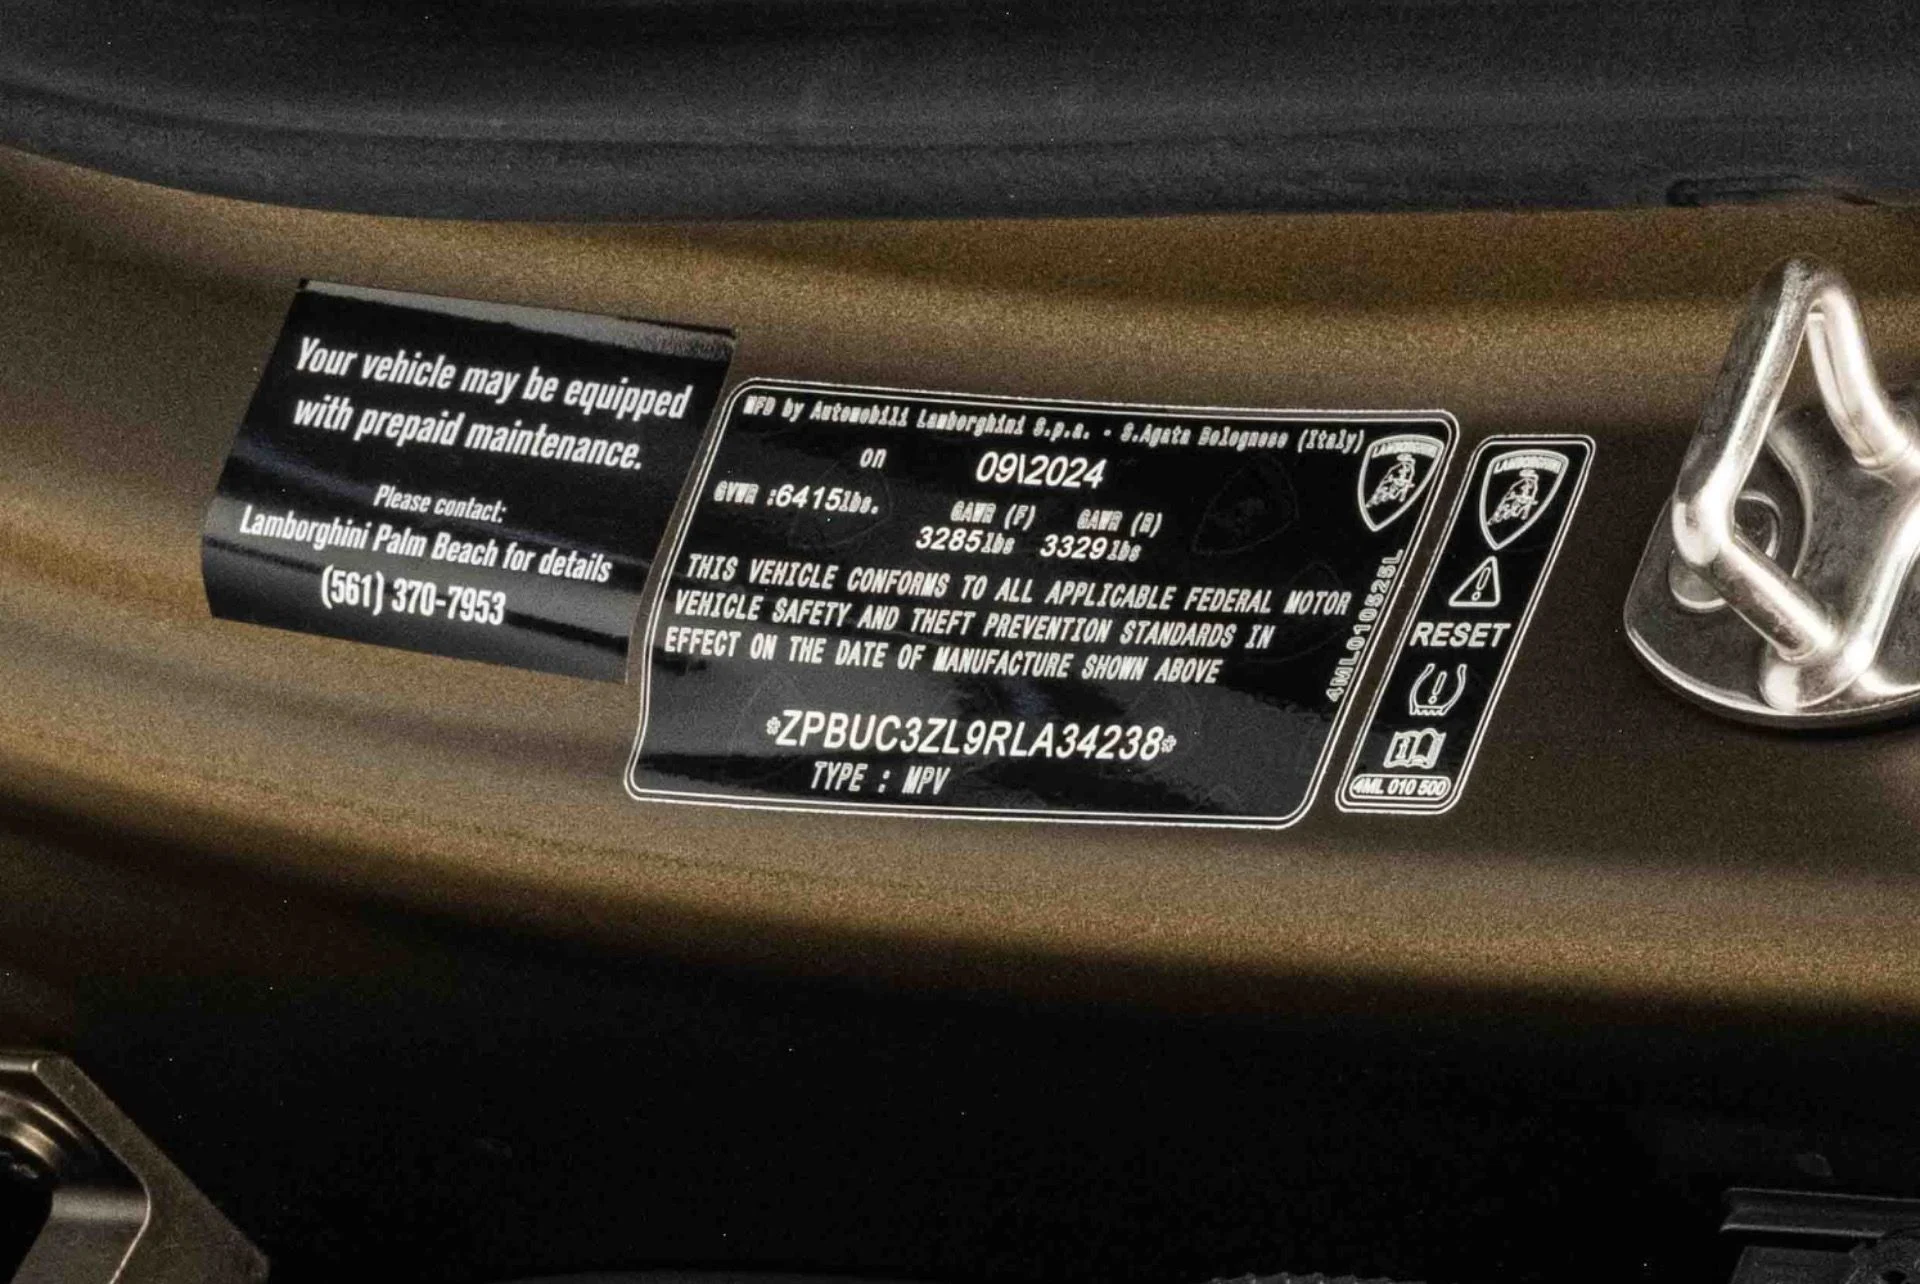 Your vehicle may be equipped
with prepaid maintenance.
Please contact:
Lamborghini Palm Beach for details
(561) 370-7953
MFD by Automobili Lamborghini S.p.a. - S.Agata Bolognese (Italy)
on 09\2024
GVWR :6415lbs. GAWR (F) GAWR (R)
3285lbs 3329lbs
THIS VEHICLE CONFORMS TO ALL APPLICABLE FEDERAL MOTOR
VEHICLE SAFETY AND THEFT PREVENTION STANDARDS IN
EFFECT ON THE DATE OF MANUFACTURE SHOWN ABOVE
*ZPBUC3ZL9RLA34238*
TYPE : MPV
LAMBORGHINI
4ML010526L
LAMBORGHINI
RESET
4ML 010 500